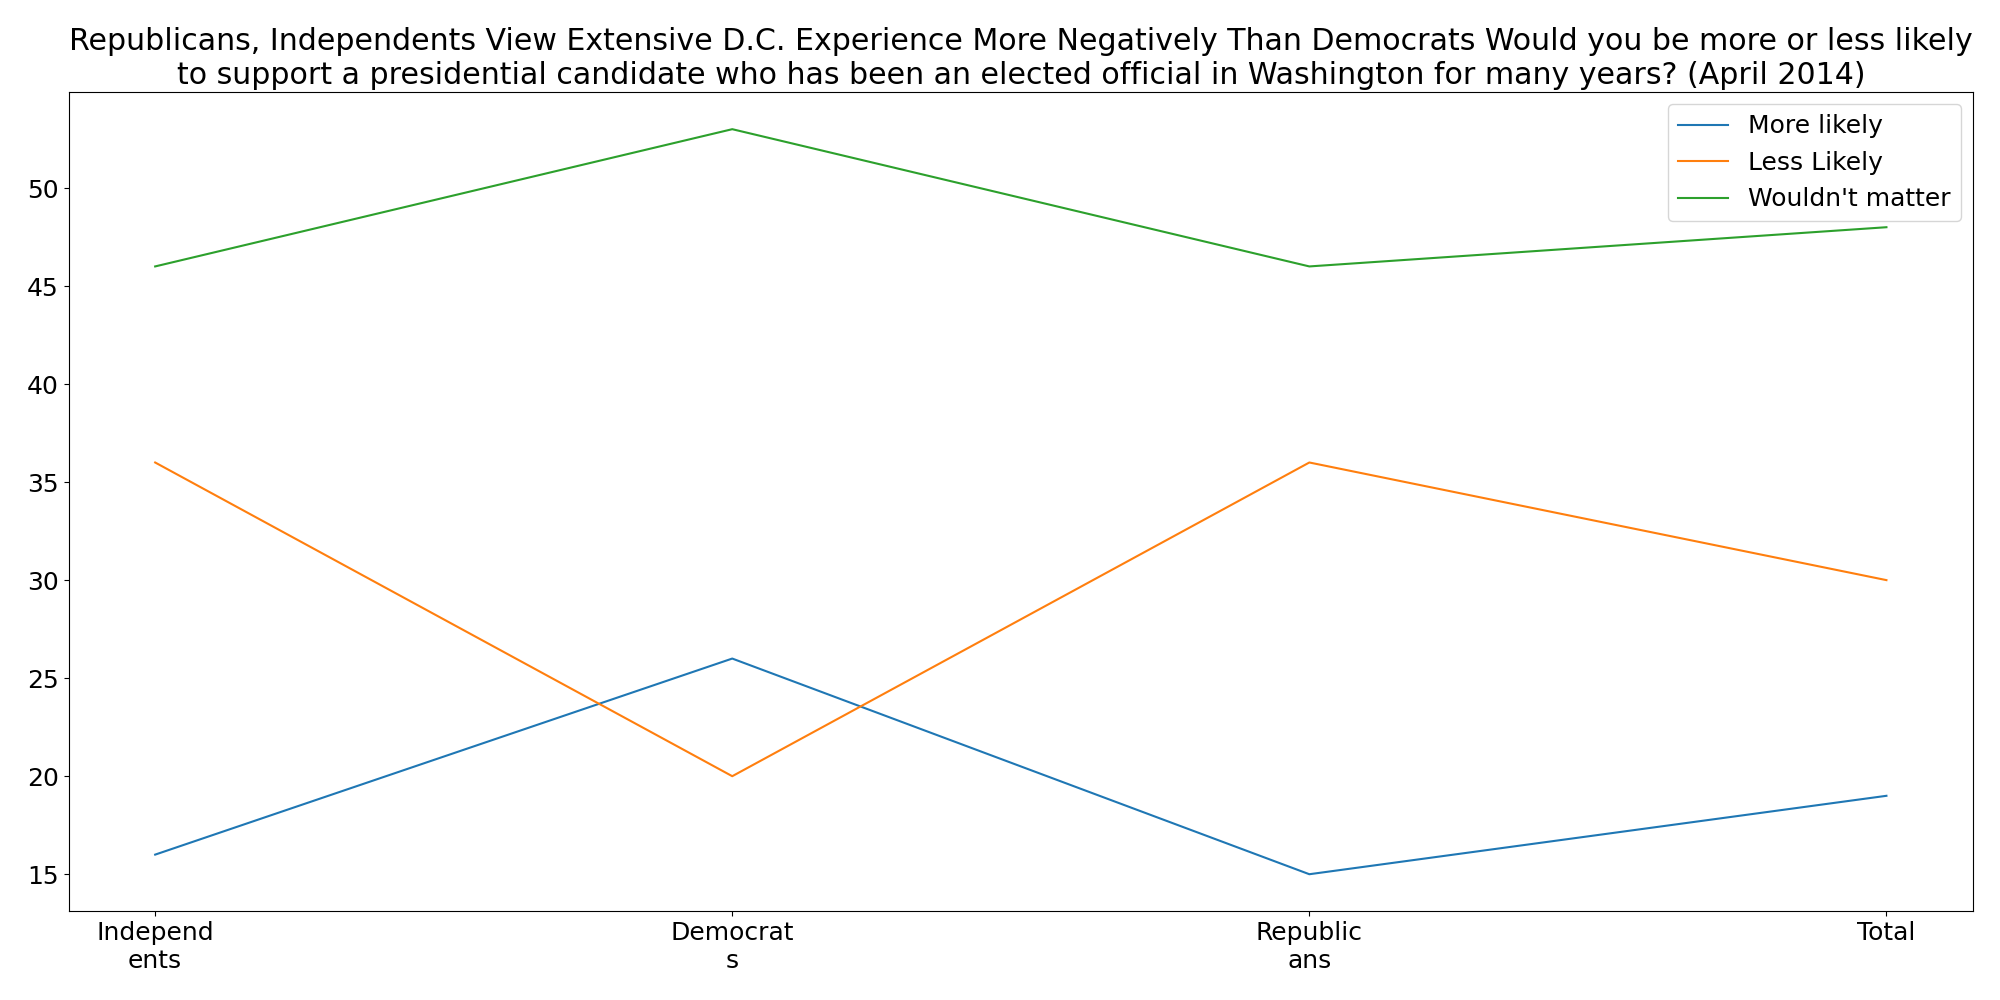 Republicans, Independents View Extensive D.C. Experience More Negatively Than Democrats Would you be more or less likely
to support a presidential candidate who has been an elected official in Washington for many years? (April 2014)
More likely
Less Likely
Wouldn't matter
50
45
40
35
30
25
20
15
Independ
ents
Democrat
s
Republic
ans
Total